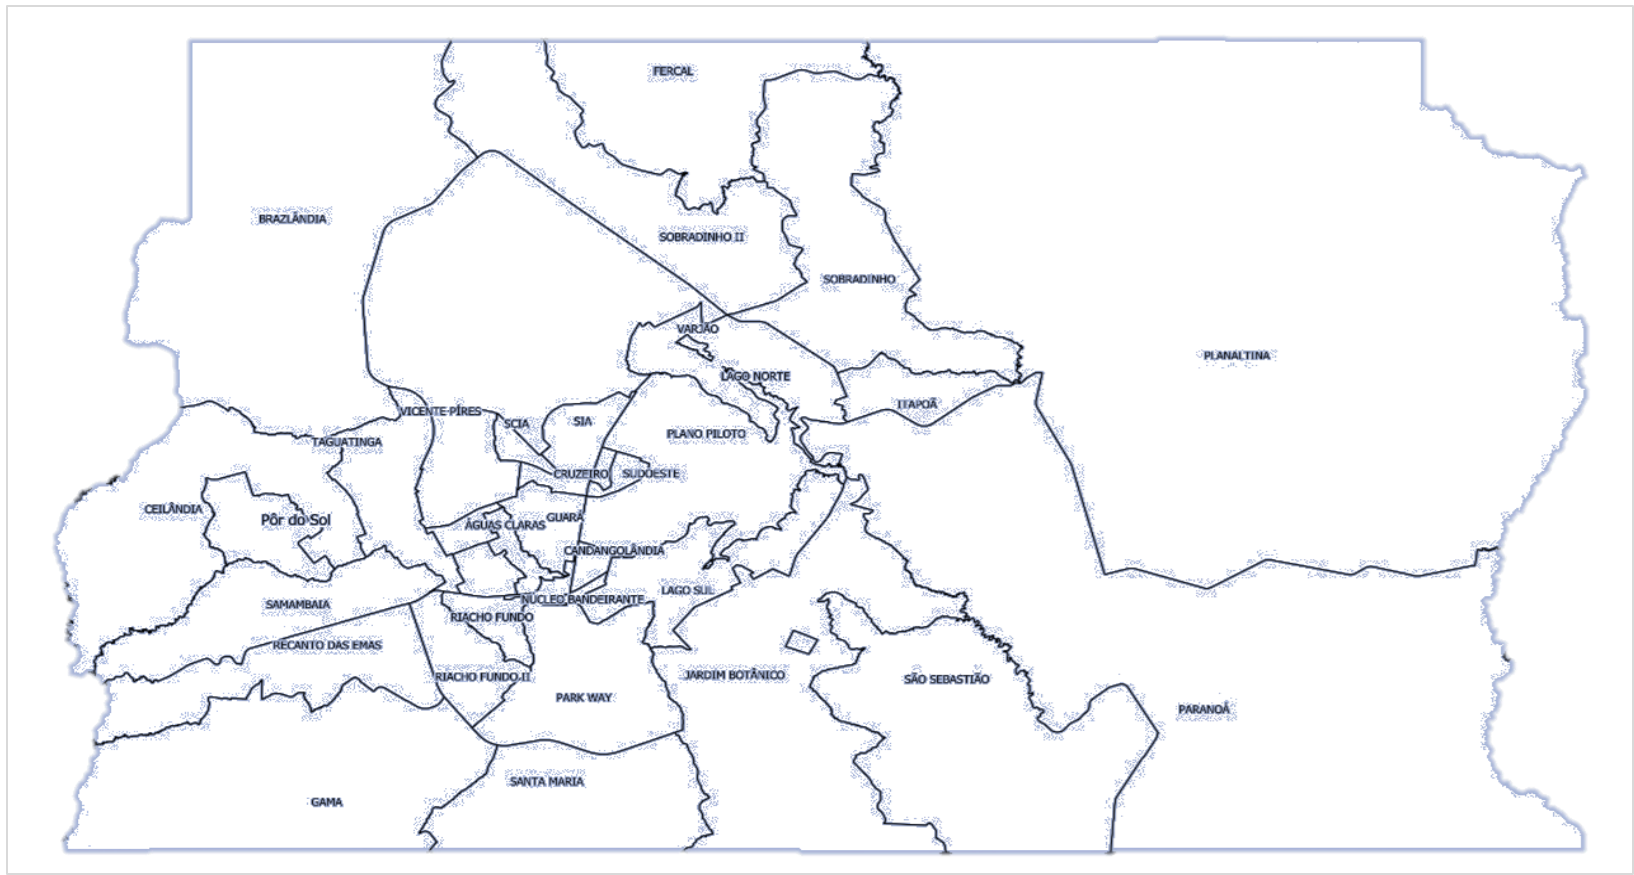 FERCAL
BRAZLÂNDIA
SOBRADINHO II
SOBRADINHO
VARJÃO
PLANALTINA
LAGO NORTE
ITAPOÃ
VICENTE PÍRES
SCIA
SIA
PLANO PILOTO
TAGUATINGA
CRUZEIRO
SUDOESTE
CEILÂNDIA
Pôr do Sol
ÁGUAS CLARAS
GUARÁ
CANDANGOLÂNDIA
LAGO SUL
NÚCLEO BANDEIRANTE
SAMAMBAIA
RIACHO FUNDO
RECANTO DAS EMAS
RIACHO FUNDO II
JARDIM BOTÂNICO
SÃO SEBASTIÃO
PARK WAY
PARANOÁ
SANTA MARIA
GAMA